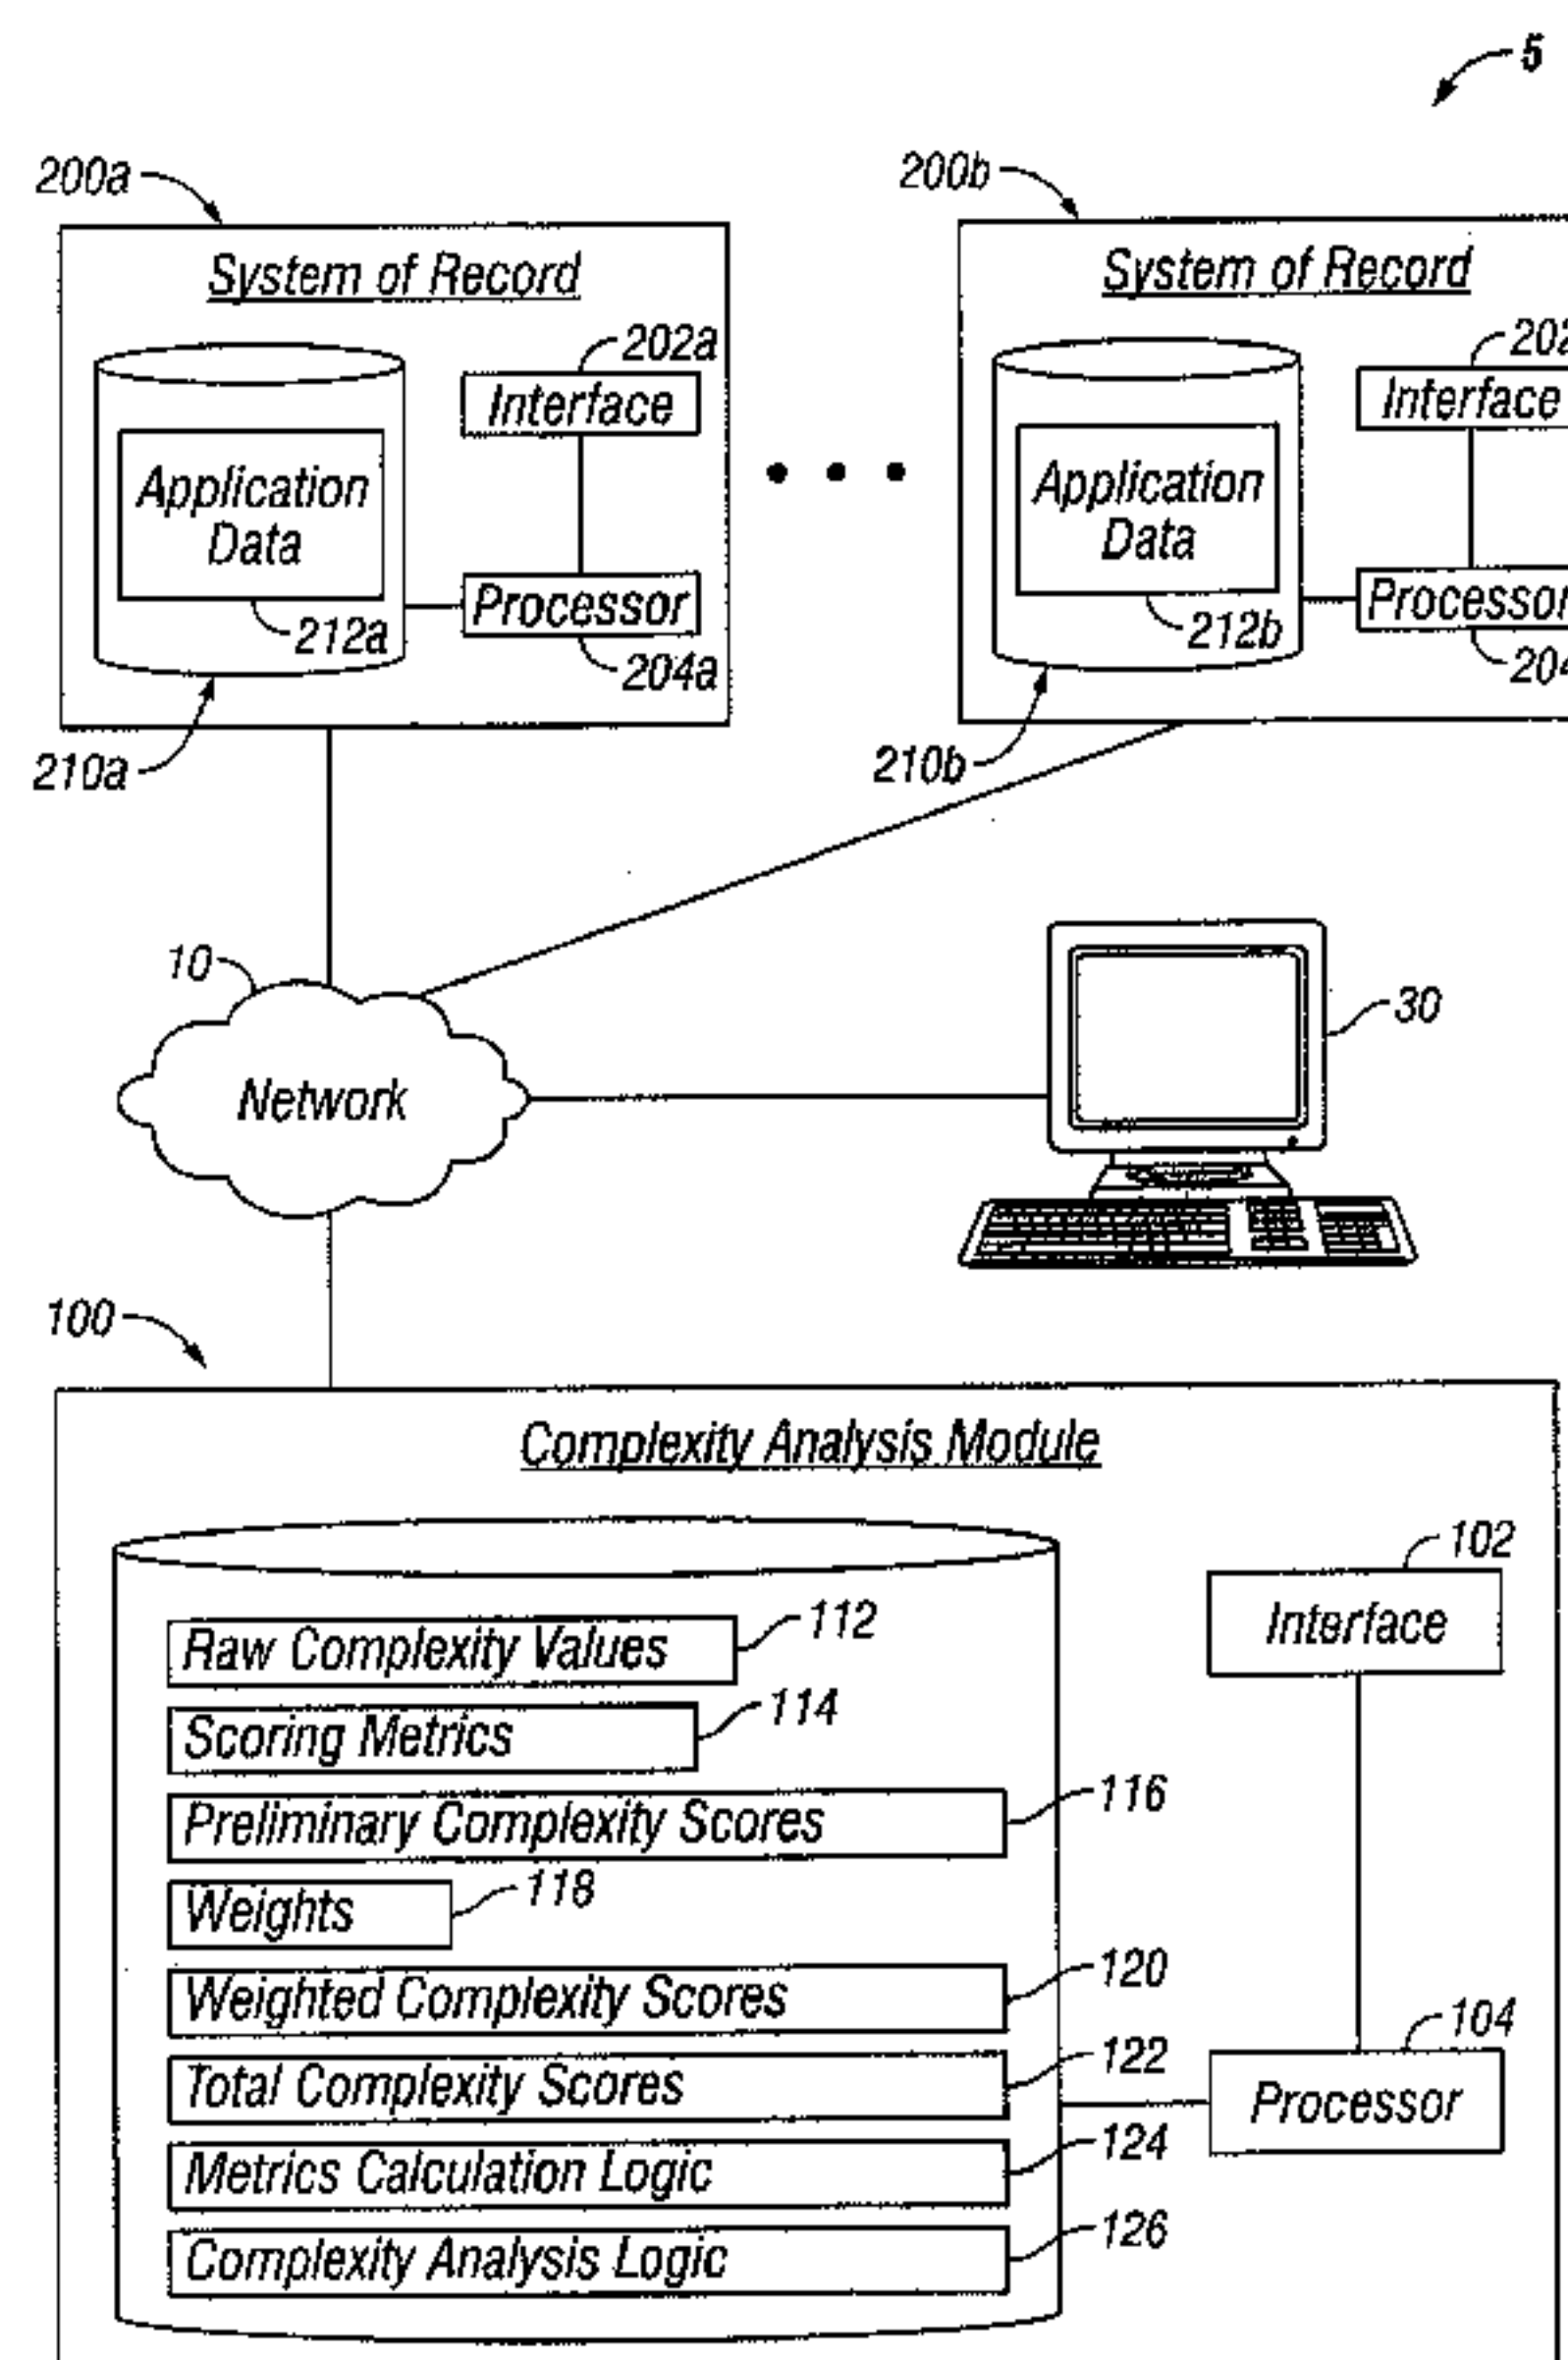 5
200a
200b
System of Record
System of Record
202a
Interface
Interface
Application
Data
Application
Data
Processor
Processor
212a
204a
212b
210a
210b
10
Network
30
100
Complexity Analysis Module
102
Interface
Raw Complexity Values
112
Scoring Metrics
114
Preliminary Complexity Scores
116
Weights
118
Weighted Complexity Scores
120
Total Complexity Scores
122
104
Processor
Metrics Calculation Logic
124
Complexity Analysis Logic
126